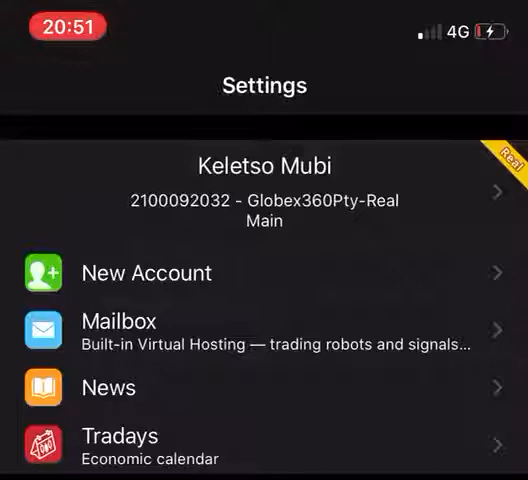 20:51
4G
Settings
Keletso Mubi
Real
2100092032 - Globex360Pty-Real
Main
New Account
Mailbox
Built-in Virtual Hosting — trading robots and signals...
News
Tradays
Economic calendar